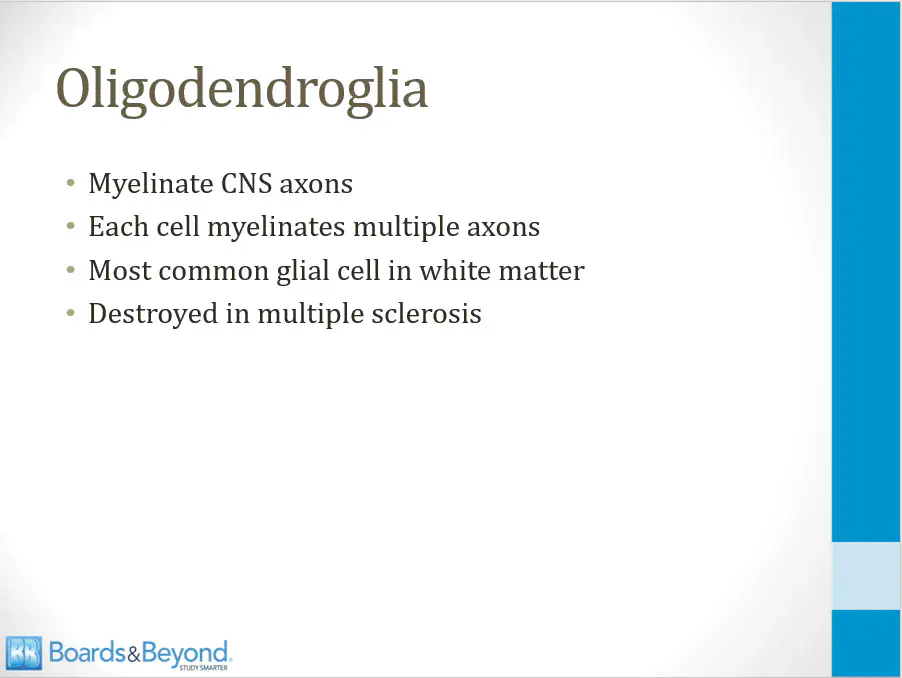 Oligodendroglia
• Myelinate CNS axons
• Each cell myelinates multiple axons
• Most common glial cell in white matter
• Destroyed in multiple sclerosis
BB Boards&Beyond.
STUDY SMARTER